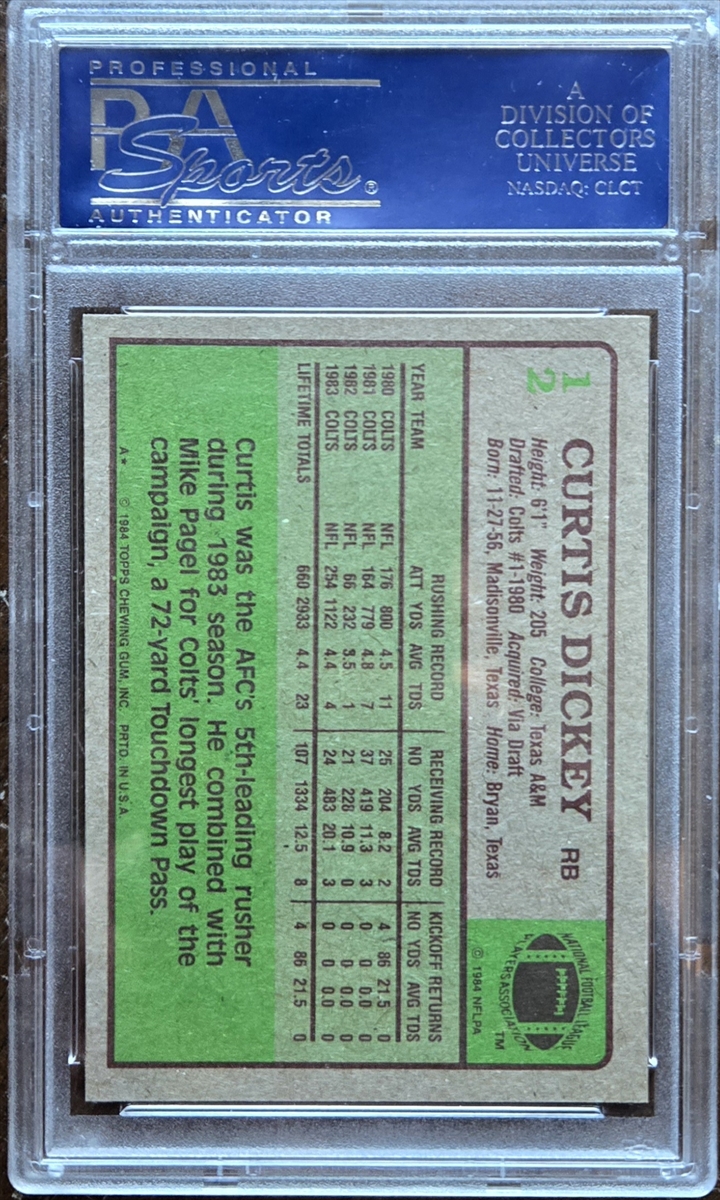 PROFESSIONAL
PSA
Sports®
AUTHENTICATOR
A
DIVISION OF
COLLECTORS
UNIVERSE
NASDAQ: CLCT
12
CURTIS DICKEY RB
Height: 6'1" Weight: 205 College: Texas A&M
Drafted: Colts #1-1980 Acquired: Via Draft
Born: 11-27-56, Madisonville, Texas Home: Bryan, Texas
NATIONAL FOOTBALL LEAGUE
PLAYERS ASSOCIATION
TM
© 1984 NFLPA
RUSHING RECORD RECEIVING RECORD KICKOFF RETURNS
YEAR TEAM ATT YDS AVG TDS NO YDS AVG TDS NO YDS AVG TDS
1980 COLTS NFL 176 800 4.5 11 25 204 8.2 2 4 86 21.5 0
1981 COLTS NFL 164 779 4.8 7 37 419 11.3 3 0 0 0.0 0
1982 COLTS NFL 66 232 3.5 1 21 228 10.9 0 0 0 0.0 0
1983 COLTS NFL 254 1122 4.4 4 24 483 20.1 3 0 0 0.0 0
LIFETIME TOTALS 660 2933 4.4 23 107 1334 12.5 8 4 86 21.5 0
Curtis was the AFC's 5th-leading rusher
during 1983 season. He combined with
Mike Pagel for Colts' longest play of the
campaign, a 72-yard Touchdown Pass.
A* © 1984 TOPPS CHEWING GUM, INC. PRTD. IN U.S.A.